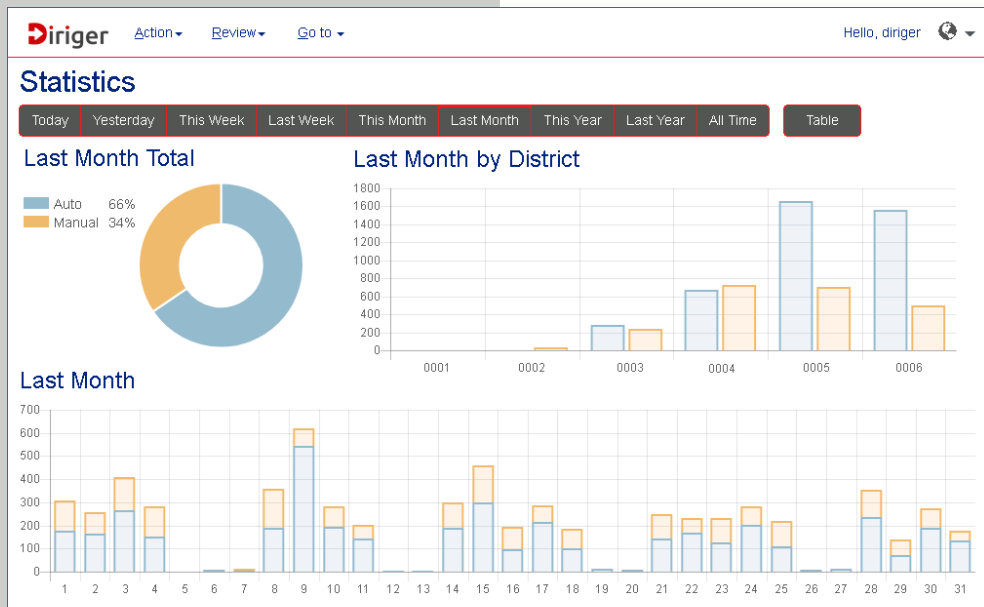 Diriger Action Review Go to Hello, diriger
Statistics
Today Yesterday This Week Last Week This Month Last Month This Year Last Year All Time Table
Last Month Total
Auto 66%
Manual 34%
Last Month by District
1800
1600
1400
1200
1000
800
600
400
200
0
0001 0002 0003 0004 0005 0006
Last Month
700
600
500
400
300
200
100
0
1 2 3 4 5 6 7 8 9 10 11 12 13 14 15 16 17 18 19 20 21 22 23 24 25 26 27 28 29 30 31